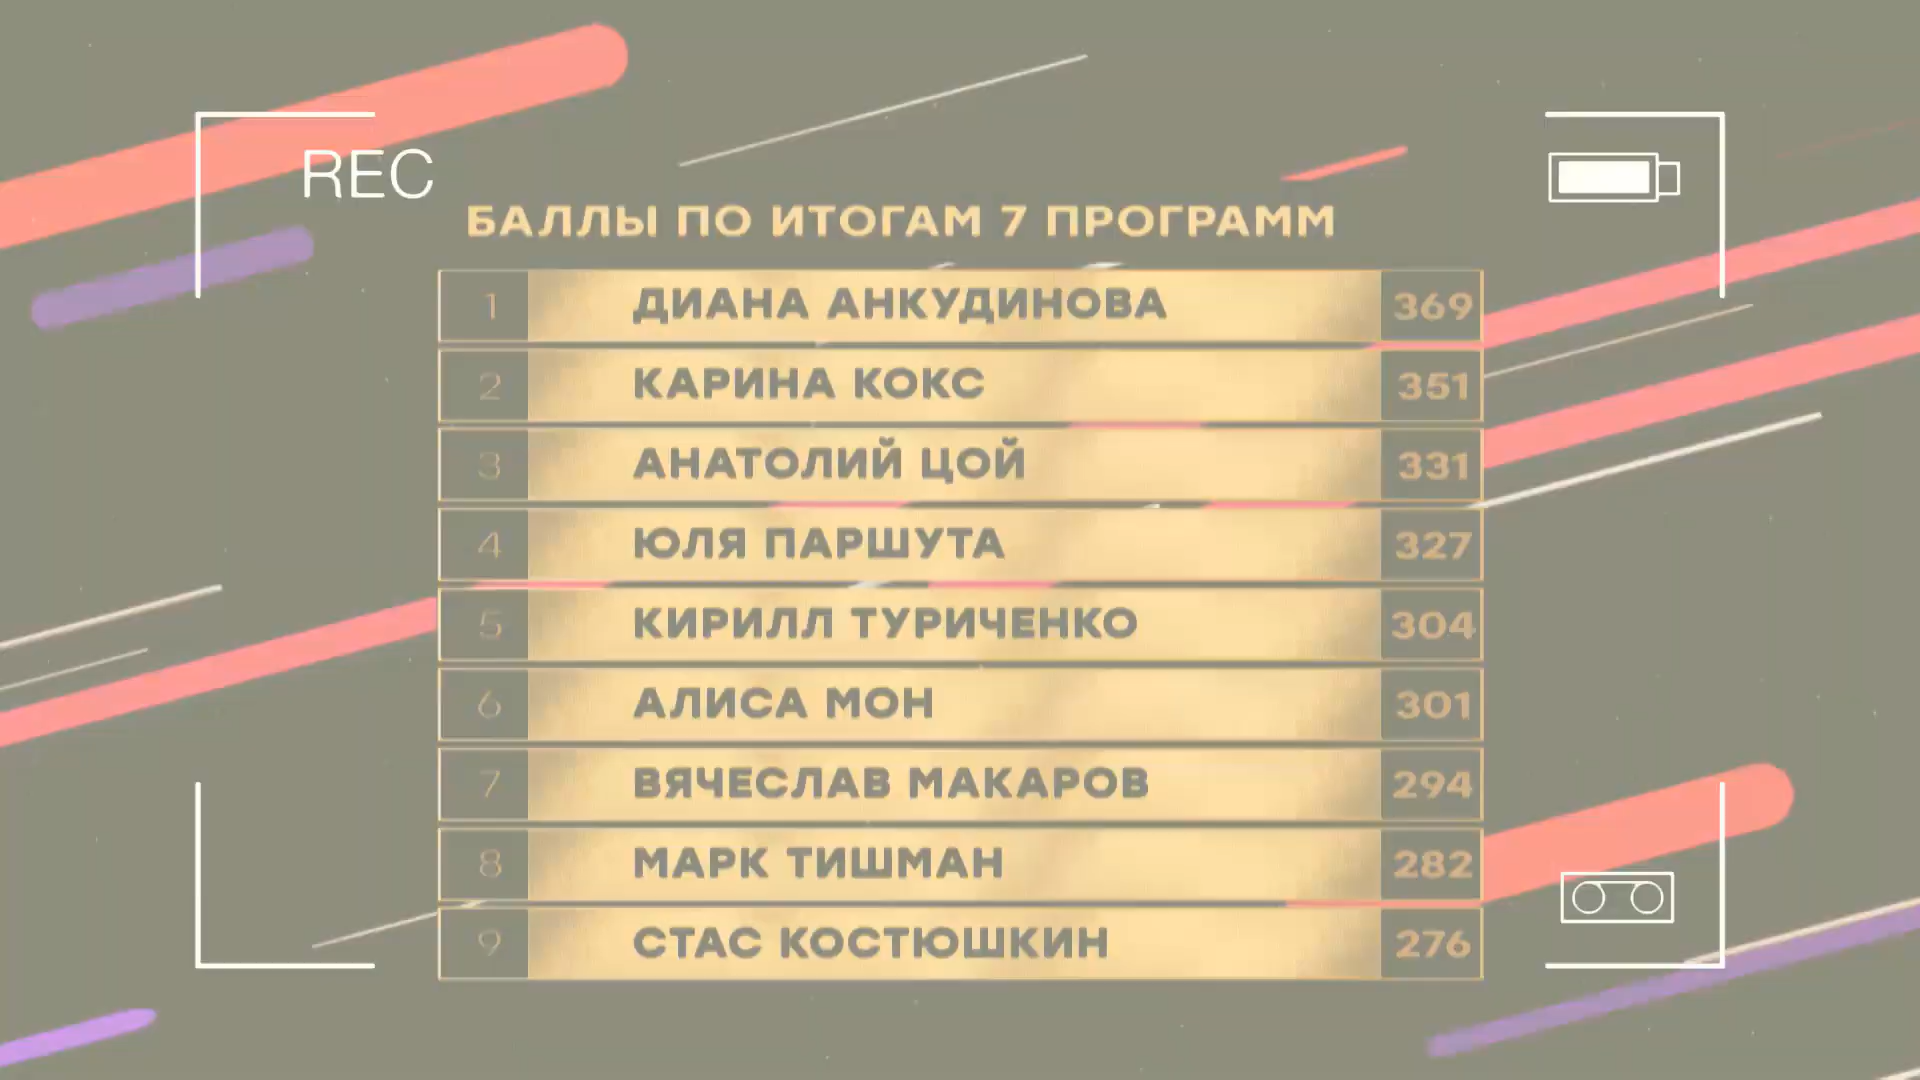 REC
БАЛЛЫ ПО ИТОГАМ 7 ПРОГРАММ
1 ДИАНА АНКУДИНОВА 369
2 КАРИНА КОКС 351
3 АНАТОЛИЙ ЦОЙ 331
4 ЮЛЯ ПАРШУТА 327
5 КИРИЛЛ ТУРИЧЕНКО 304
6 АЛИСА МОН 301
7 ВЯЧЕСЛАВ МАКАРОВ 294
8 МАРК ТИШМАН 282
9 СТАС КОСТЮШКИН 276